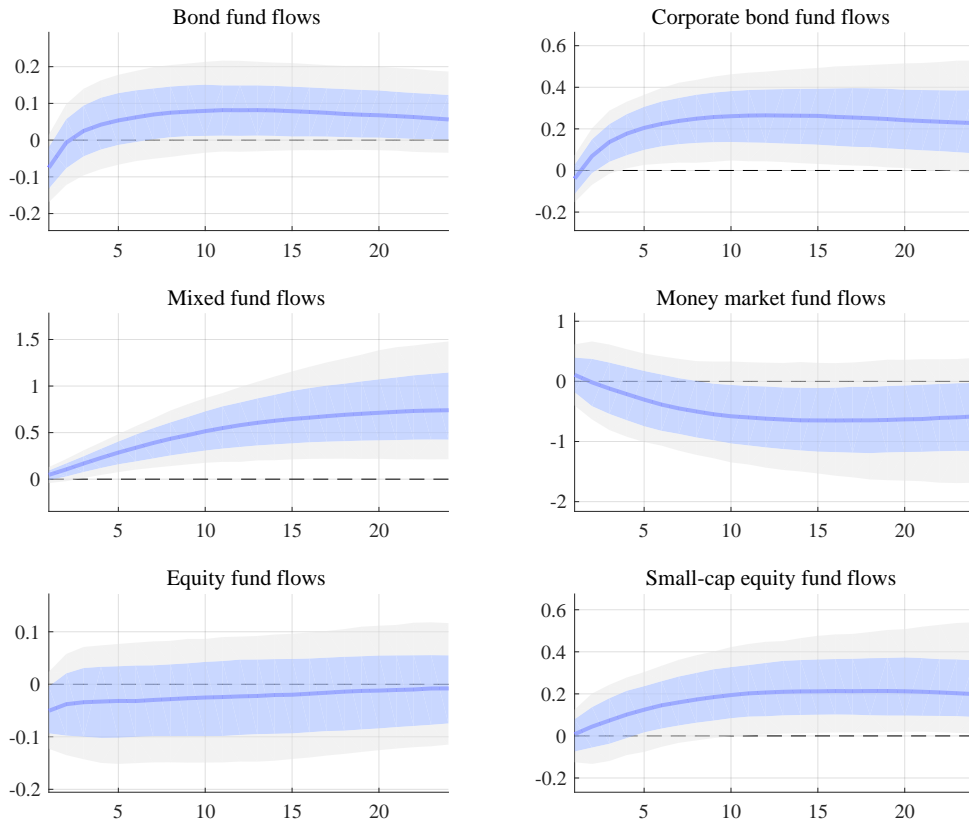 Bond fund flows
0.2
0.1
0
-0.1
-0.2
5 10 15 20
Corporate bond fund flows
0.6
0.4
0.2
0
-0.2
5 10 15 20
Mixed fund flows
1.5
1
0.5
0
5 10 15 20
Money market fund flows
1
0
-1
-2
5 10 15 20
Equity fund flows
0.1
0
-0.1
-0.2
5 10 15 20
Small-cap equity fund flows
0.6
0.4
0.2
0
-0.2
5 10 15 20